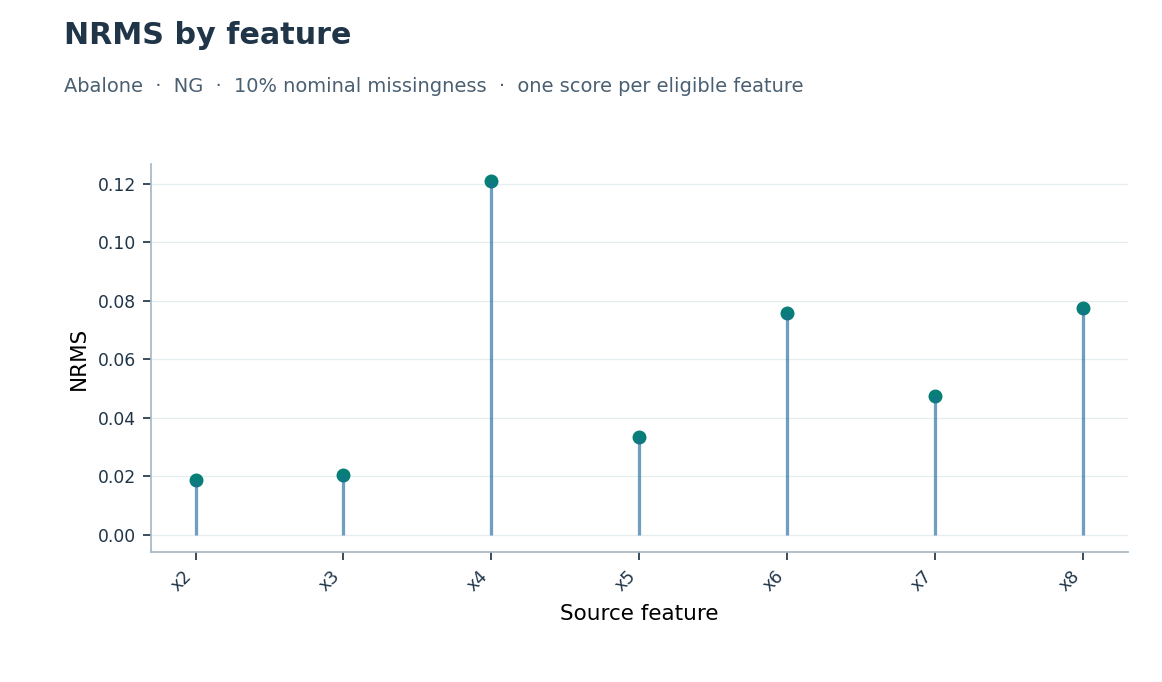 NRMS by feature
Abalone · NG · 10% nominal missingness · one score per eligible feature
0.12
0.10
0.08
0.06
0.04
0.02
0.00
NRMS
x2 x3 x4 x5 x6 x7 x8
Source feature